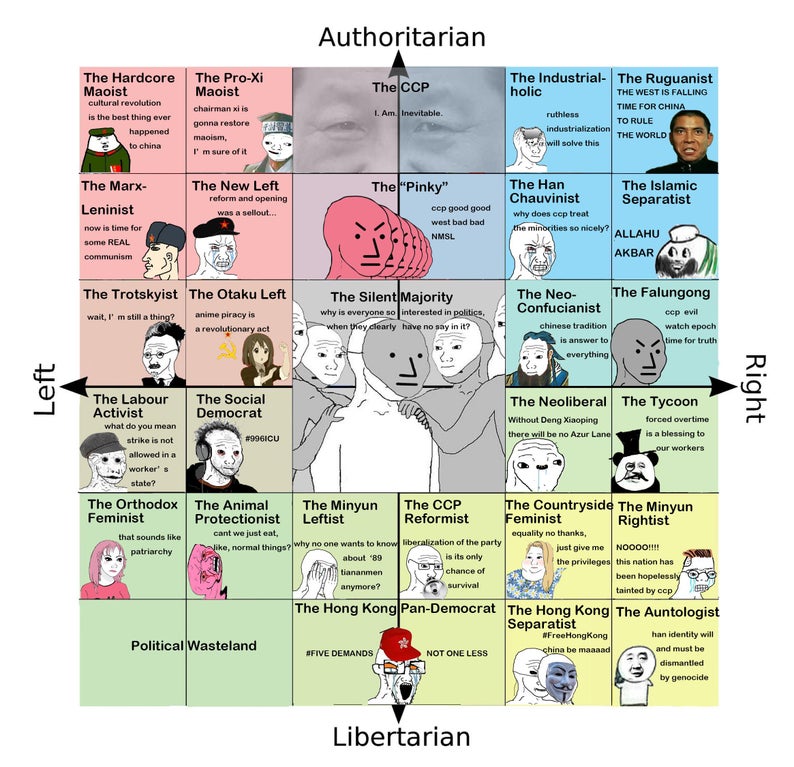 Authoritarian
The Hardcore
Maoist
cultural revolution
is the best thing ever
happened
to china
The Pro-Xi
Maoist
chairman xi is
gonna restore
maoism,
I'm sure of it
The CCP
I. Am. Inevitable.
The Industrial-
holic
ruthless
industrialization
will solve this
The Ruguanist
THE WEST IS FALLING
TIME FOR CHINA
TO RULE
THE WORLD
The Marx-
Leninist
now is time for
some REAL
communism
The New Left
reform and opening
was a sellout...
The “Pinky”
ccp good good
west bad bad
NMSL
The Han
Chauvinist
why does ccp treat
the minorities so nicely?
The Islamic
Separatist
ALLAHU
AKBAR
The Trotskyist
wait, I'm still a thing?
The Otaku Left
anime piracy is
a revolutionary act
The Silent Majority
why is everyone so interested in politics,
when they clearly have no say in it?
The Neo-
Confucianist
chinese tradition
is answer to
everything
The Falungong
ccp evil
watch epoch
time for truth
Left
Right
The Labour
Activist
what do you mean
strike is not
allowed in a
worker's
state?
The Social
Democrat
#996ICU
The Neoliberal
Without Deng Xiaoping
there will be no Azur Lane
The Tycoon
forced overtime
is a blessing to
our workers
The Orthodox
Feminist
that sounds like
patriarchy
The Animal
Protectionist
cant we just eat,
like, normal things?
The Minyun
Leftist
why no one wants to know
about '89
tiananmen
anymore?
The CCP
Reformist
liberalization of the party
is its only
chance of
survival
The Countryside
Feminist
equality no thanks,
just give me
the privileges
The Minyun
Rightist
NOOOO!!!!
this nation has
been hopelessly
tainted by ccp
Political Wasteland
The Hong Kong Pan-Democrat
#FIVE DEMANDS
NOT ONE LESS
The Hong Kong
Separatist
#FreeHongKong
china be maaaad
The Auntologist
han identity will
and must be
dismantled
by genocide
Libertarian